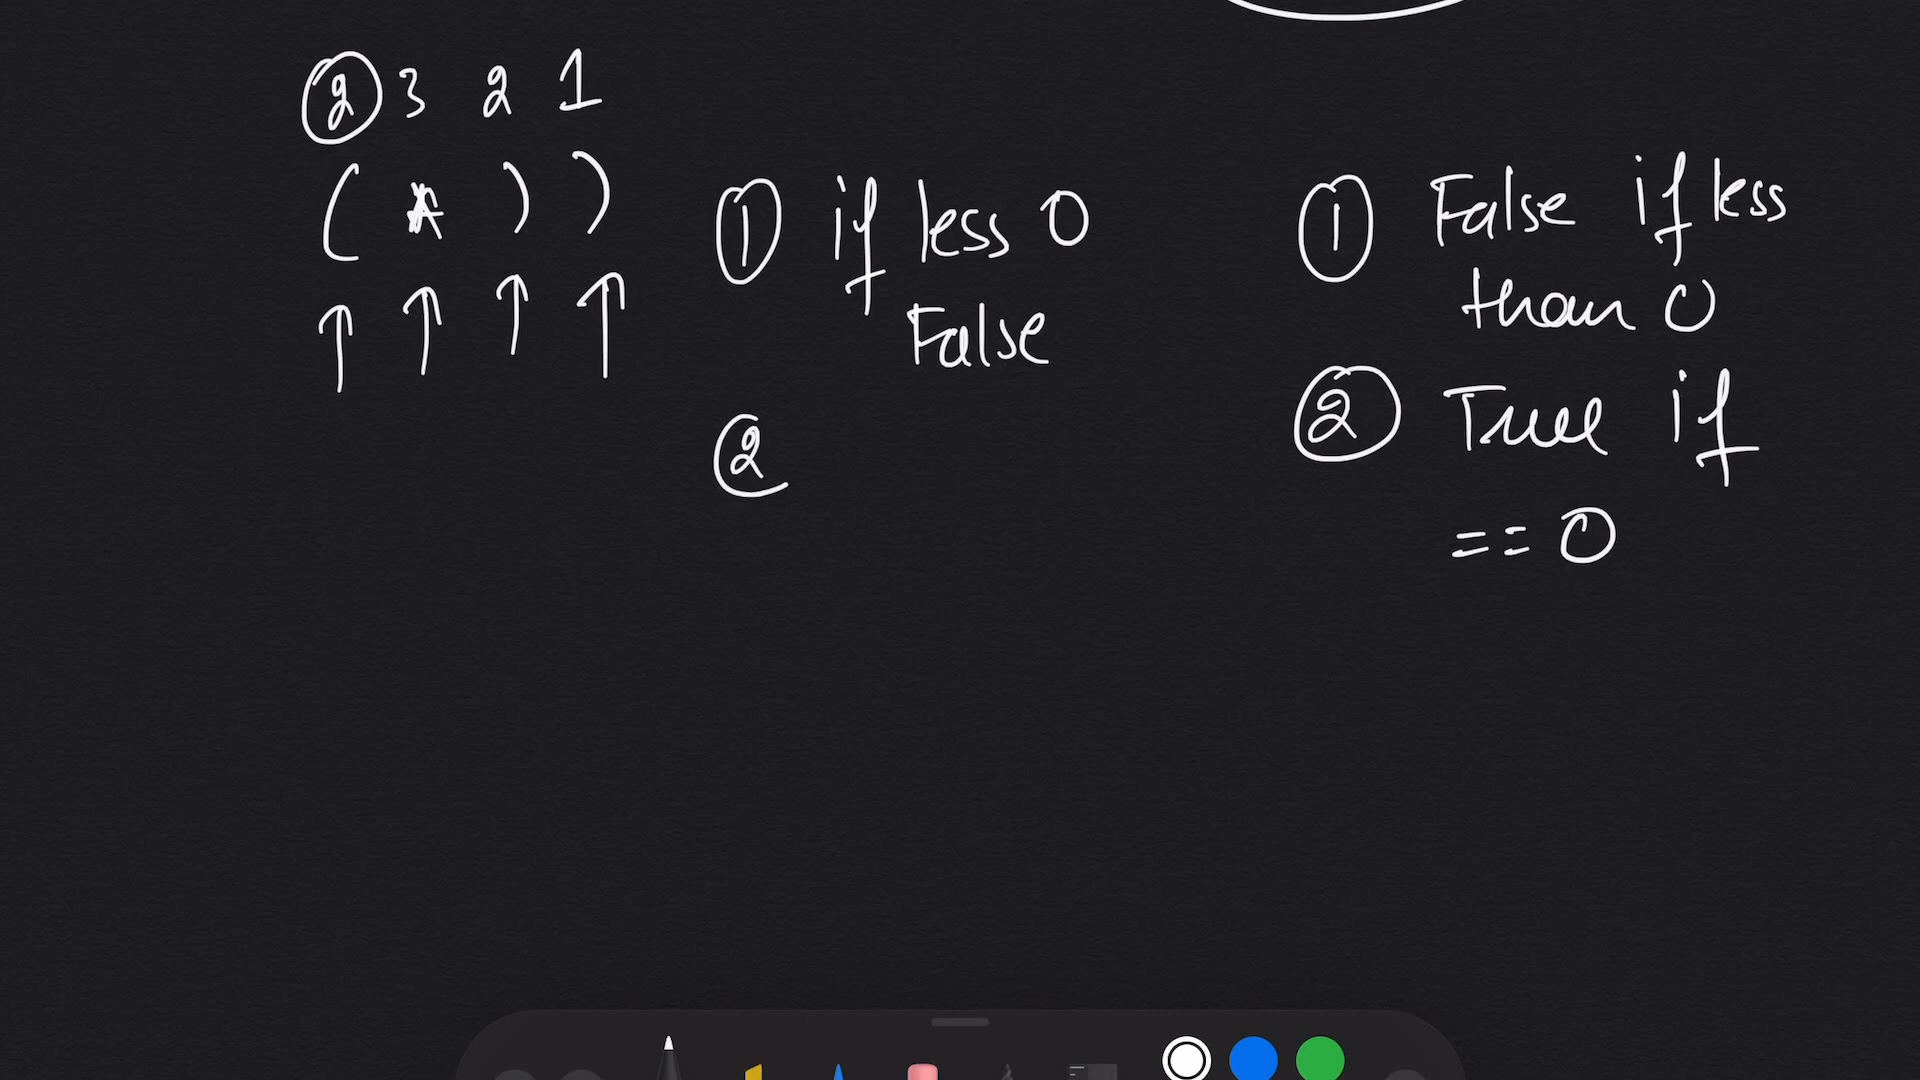 2 3 2 1
( * ) )
↑ ↑ ↑ ↑
1 if less 0
False
2
1 False if less
than 0
2 True if
== 0